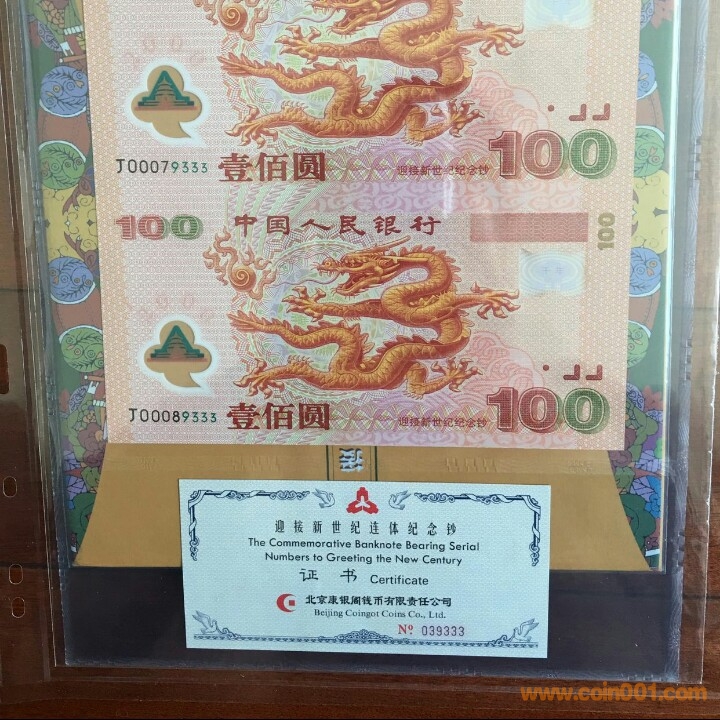 100
J00079333 壹佰圆 迎接新世纪纪念钞
100 中国人民银行 100
100
J00089333 壹佰圆 迎接新世纪纪念钞
接
迎接新世纪连体纪念钞
The Commemorative Banknote Bearing Serial
Numbers to Greeting the New Century
证书 Certificate
北京康银阁钱币有限责任公司
Beijing Coingot Coins Co., Ltd.
No 039333
www.coin001.com